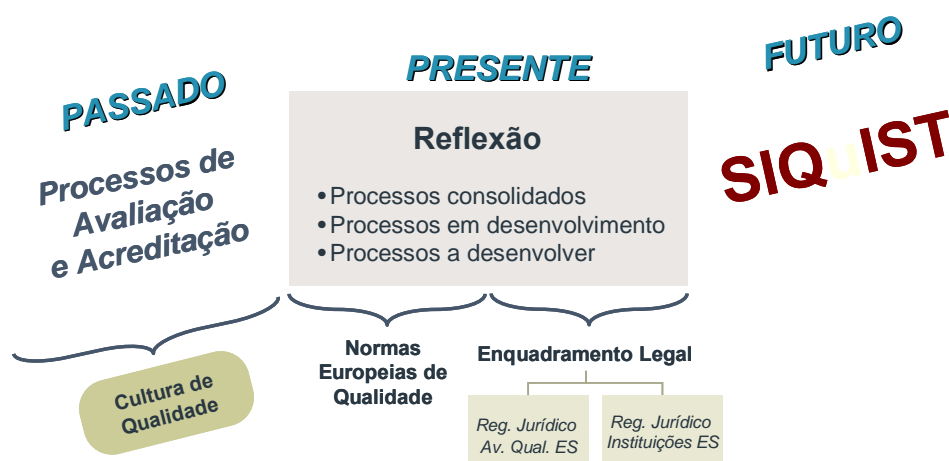 PASSADO
Processos de
Avaliação
e Acreditação
Cultura de
Qualidade
PRESENTE
Reflexão
•Processos consolidados
•Processos em desenvolvimento
•Processos a desenvolver
Normas
Europeias de
Qualidade
Enquadramento Legal
Reg. Jurídico
Av. Qual. ES
Reg. Jurídico
Instituições ES
FUTURO
SIQuIST